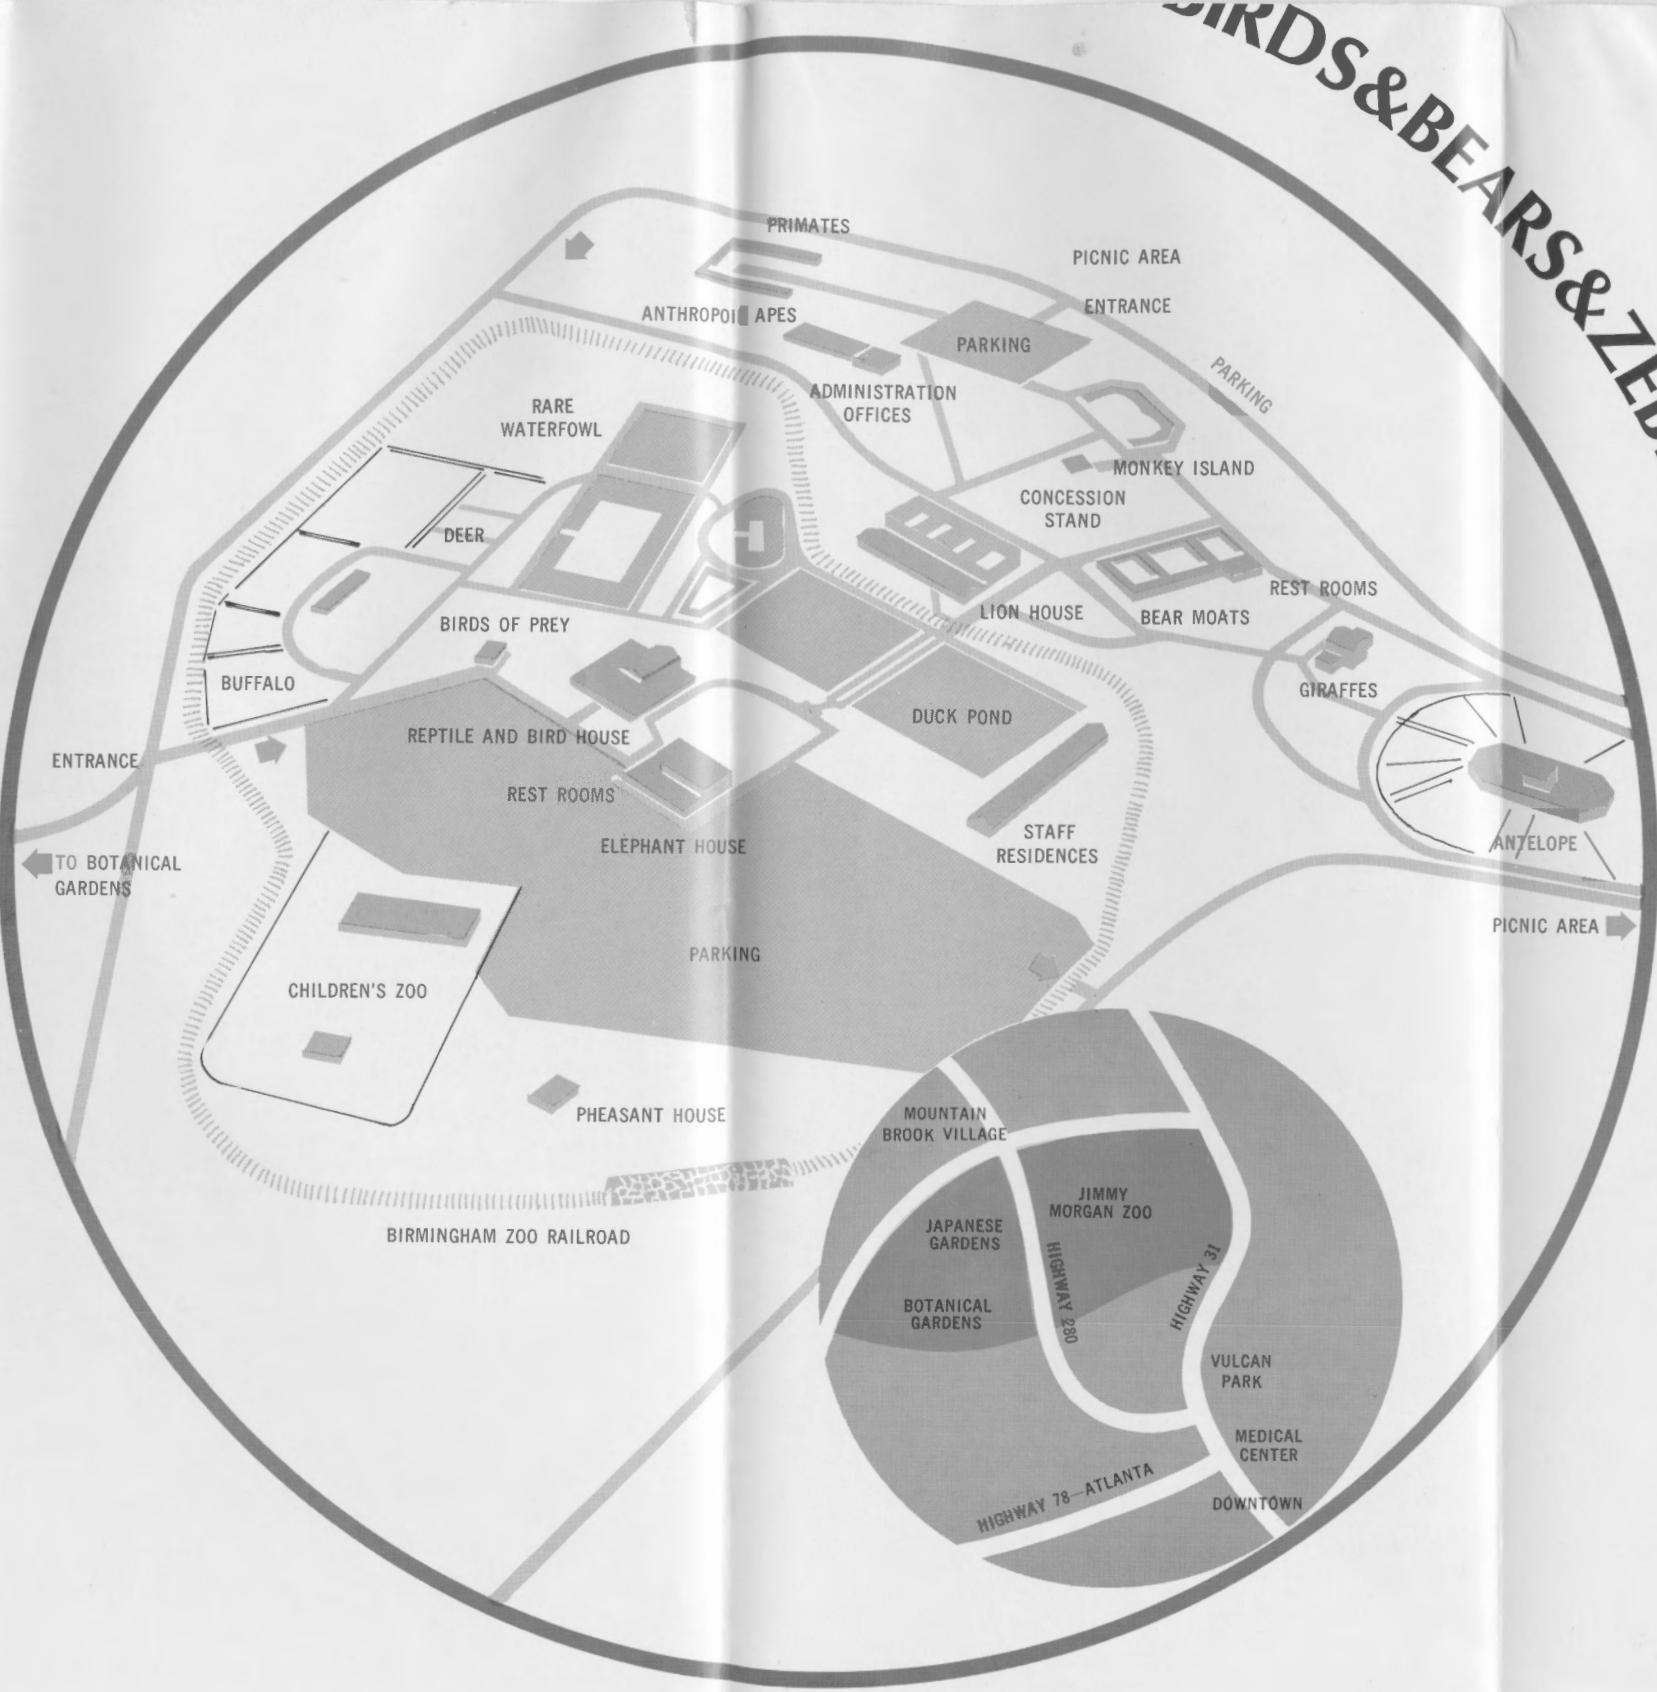 BIRDS&BEARS&ZEB
PRIMATES
PICNIC AREA
ENTRANCE
ANTHROPOI APES
PARKING
PARKING
ADMINISTRATION
OFFICES
RARE
WATERFOWL
MONKEY ISLAND
CONCESSION
STAND
DEER
REST ROOMS
LION HOUSE
BEAR MOATS
BIRDS OF PREY
BUFFALO
GIRAFFES
DUCK POND
REPTILE AND BIRD HOUSE
ENTRANCE
REST ROOMS
STAFF
RESIDENCES
ELEPHANT HOUSE
ANTELOPE
TO BOTANICAL
GARDENS
PICNIC AREA
PARKING
CHILDREN'S ZOO
PHEASANT HOUSE
MOUNTAIN
BROOK VILLAGE
JIMMY
MORGAN ZOO
JAPANESE
GARDENS
BIRMINGHAM ZOO RAILROAD
HIGHWAY 280
HIGHWAY 31
BOTANICAL
GARDENS
VULCAN
PARK
MEDICAL
CENTER
HIGHWAY 78—ATLANTA
DOWNTOWN